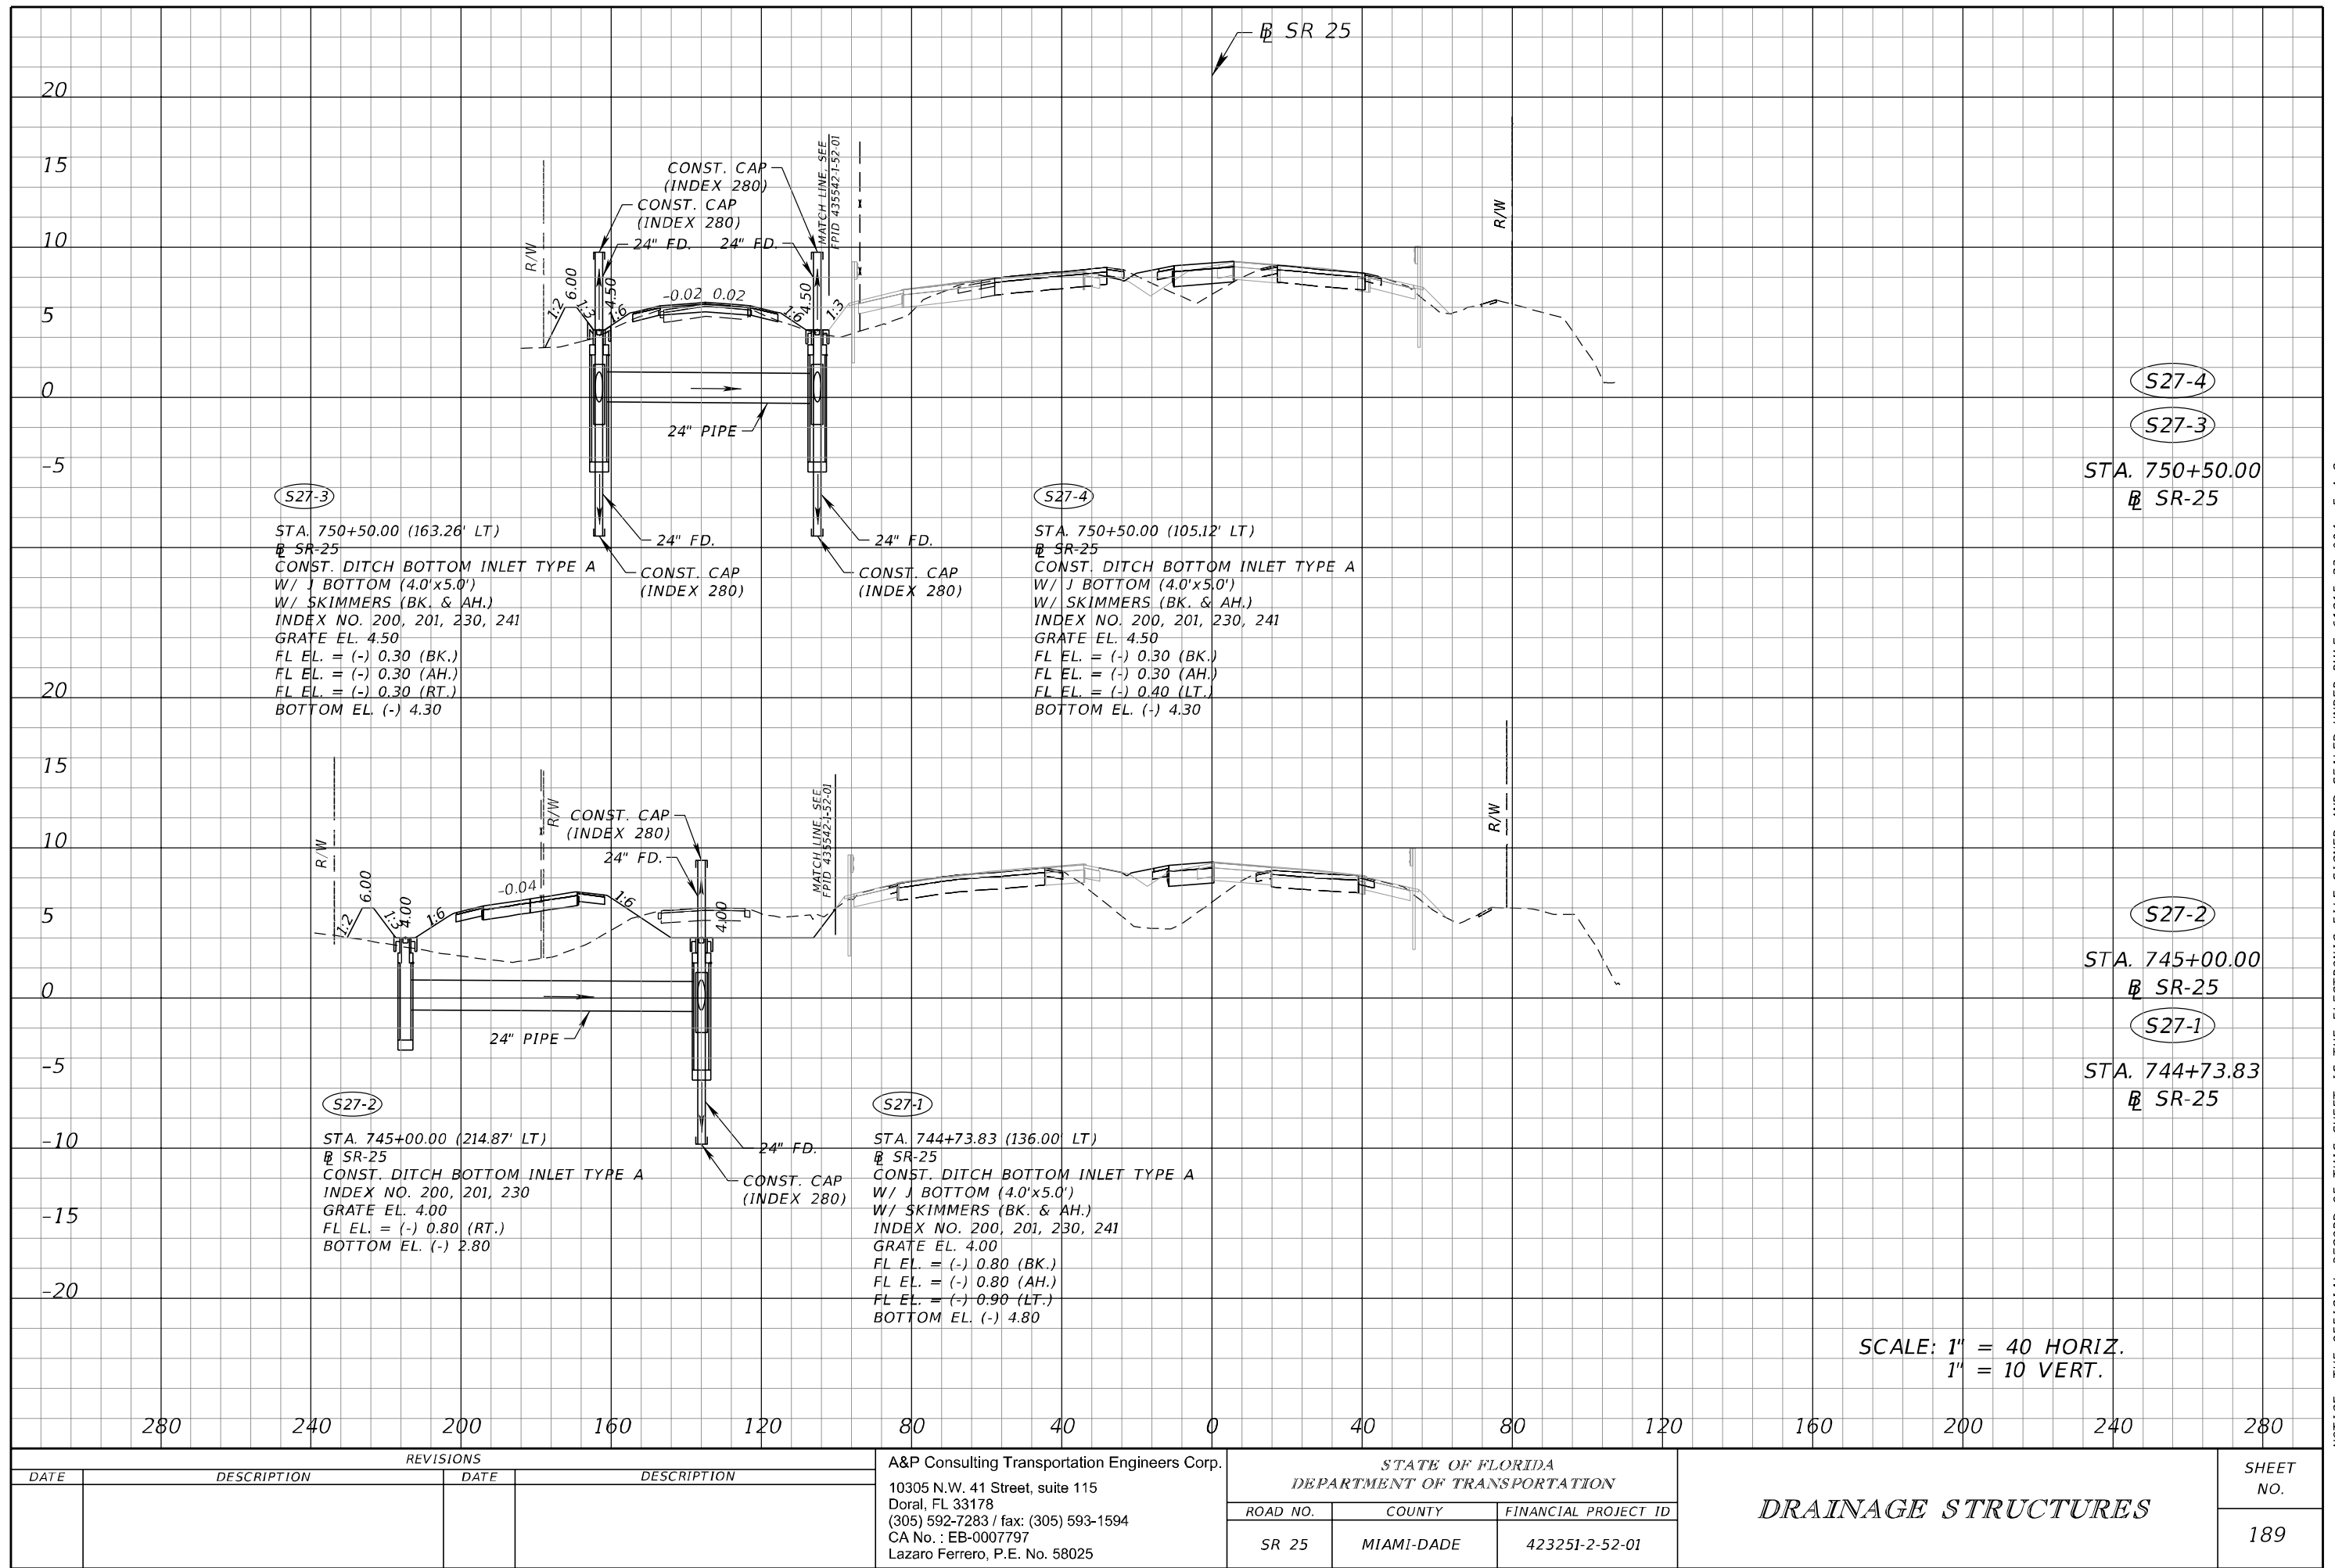 B SR 25
20
15
10
5
0
-5
R/W
1:2
6.00
1:3
4.50
1:6
-0.02 0.02
1:6
4.50
1:3
CONST. CAP
(INDEX 280)
CONST. CAP
(INDEX 280)
24" FD.
24" FD.
MATCH LINE, SEE
FPID 435542-1-52-01
R/W
24" PIPE
24" FD.
CONST. CAP
(INDEX 280)
24" FD.
CONST. CAP
(INDEX 280)
S27-4
S27-3
STA. 750+50.00
BL SR-25
S27-3
STA. 750+50.00 (163.26' LT)
BL SR-25
CONST. DITCH BOTTOM INLET TYPE A
W/ J BOTTOM (4.0'x5.0')
W/ SKIMMERS (BK. & AH.)
INDEX NO. 200, 201, 230, 241
GRATE EL. 4.50
FL EL. = (-) 0.30 (BK.)
FL EL. = (-) 0.30 (AH.)
FL EL. = (-) 0.30 (RT.)
BOTTOM EL. (-) 4.30
S27-4
STA. 750+50.00 (105.12' LT)
BL SR-25
CONST. DITCH BOTTOM INLET TYPE A
W/ J BOTTOM (4.0'x5.0')
W/ SKIMMERS (BK. & AH.)
INDEX NO. 200, 201, 230, 241
GRATE EL. 4.50
FL EL. = (-) 0.30 (BK.)
FL EL. = (-) 0.30 (AH.)
FL EL. = (-) 0.40 (LT.)
BOTTOM EL. (-) 4.30
20
15
10
5
0
-5
-10
-15
-20
R/W
1:2
6.00
1:3
4.00
1:6
-0.04
R/W
1:6
CONST. CAP
(INDEX 280)
24" FD.
4.00
MATCH LINE, SEE
FPID 435542-1-52-01
R/W
24" PIPE
24" FD.
CONST. CAP
(INDEX 280)
S27-2
STA. 745+00.00
BL SR-25
S27-1
STA. 744+73.83
BL SR-25
S27-2
STA. 745+00.00 (214.87' LT)
BL SR-25
CONST. DITCH BOTTOM INLET TYPE A
INDEX NO. 200, 201, 230
GRATE EL. 4.00
FL EL. = (-) 0.80 (RT.)
BOTTOM EL. (-) 2.80
S27-1
STA. 744+73.83 (136.00' LT)
BL SR-25
CONST. DITCH BOTTOM INLET TYPE A
W/ J BOTTOM (4.0'x5.0')
W/ SKIMMERS (BK. & AH.)
INDEX NO. 200, 201, 230, 241
GRATE EL. 4.00
FL EL. = (-) 0.80 (BK.)
FL EL. = (-) 0.80 (AH.)
FL EL. = (-) 0.90 (LT.)
BOTTOM EL. (-) 4.80
SCALE: 1" = 40 HORIZ.
1" = 10 VERT.
280 240 200 160 120 80 40 0 40 80 120 160 200 240 280
REVISIONS
DATE DESCRIPTION DATE DESCRIPTION
A&P Consulting Transportation Engineers Corp.
10305 N.W. 41 Street, suite 115
Doral, FL 33178
(305) 592-7283 / fax: (305) 593-1594
CA No. : EB-0007797
Lazaro Ferrero, P.E. No. 58025
STATE OF FLORIDA
DEPARTMENT OF TRANSPORTATION
ROAD NO. COUNTY FINANCIAL PROJECT ID
SR 25 MIAMI-DADE 423251-2-52-01
DRAINAGE STRUCTURES
SHEET
NO.
189